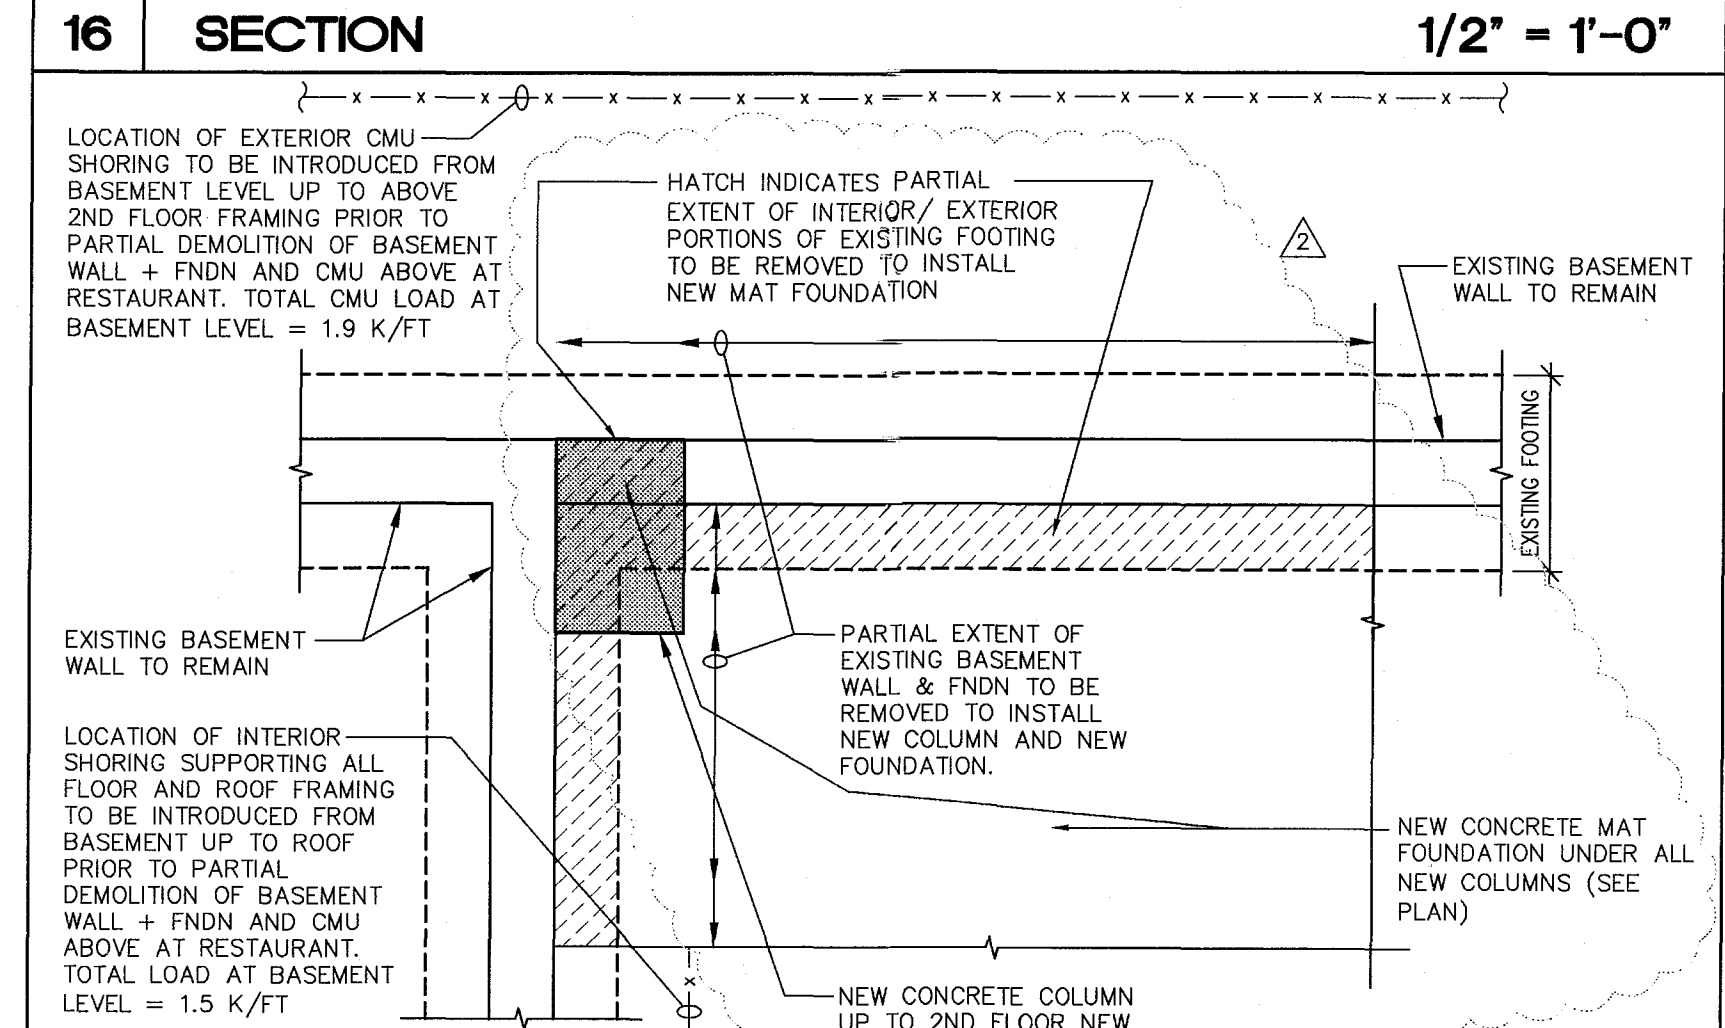 16 SECTION 1/2" = 1'-0"
LOCATION OF EXTERIOR CMU
SHORING TO BE INTRODUCED FROM
BASEMENT LEVEL UP TO ABOVE
2ND FLOOR FRAMING PRIOR TO
PARTIAL DEMOLITION OF BASEMENT
WALL + FNDN AND CMU ABOVE AT
RESTAURANT. TOTAL CMU LOAD AT
BASEMENT LEVEL = 1.9 K/FT
HATCH INDICATES PARTIAL
EXTENT OF INTERIOR/ EXTERIOR
PORTIONS OF EXISTING FOOTING
TO BE REMOVED TO INSTALL
NEW MAT FOUNDATION
2
EXISTING BASEMENT
WALL TO REMAIN
EXISTING FOOTING
EXISTING BASEMENT
WALL TO REMAIN
PARTIAL EXTENT OF
EXISTING BASEMENT
WALL & FNDN TO BE
REMOVED TO INSTALL
NEW COLUMN AND NEW
FOUNDATION.
LOCATION OF INTERIOR
SHORING SUPPORTING ALL
FLOOR AND ROOF FRAMING
TO BE INTRODUCED FROM
BASEMENT UP TO ROOF
PRIOR TO PARTIAL
DEMOLITION OF BASEMENT
WALL + FNDN AND CMU
ABOVE AT RESTAURANT.
TOTAL LOAD AT BASEMENT
LEVEL = 1.5 K/FT
NEW CONCRETE MAT
FOUNDATION UNDER ALL
NEW COLUMNS (SEE
PLAN)
NEW CONCRETE COLUMN
UP TO 2ND FLOOR NEW